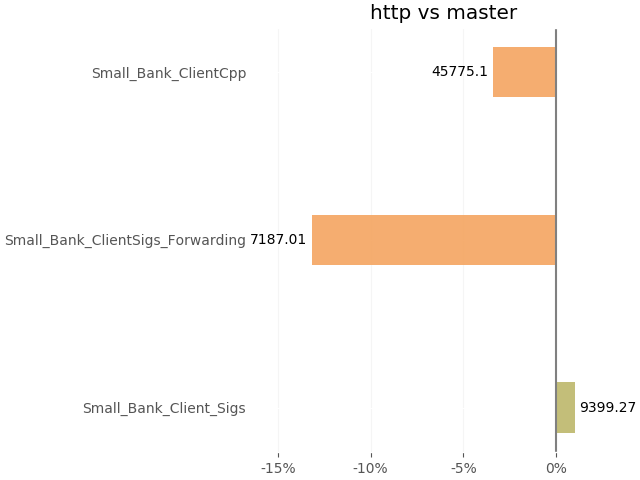 http vs master
Small_Bank_ClientCpp
45775.1
Small_Bank_ClientSigs_Forwarding
7187.01
Small_Bank_Client_Sigs
9399.27
-15%
-10%
-5%
0%